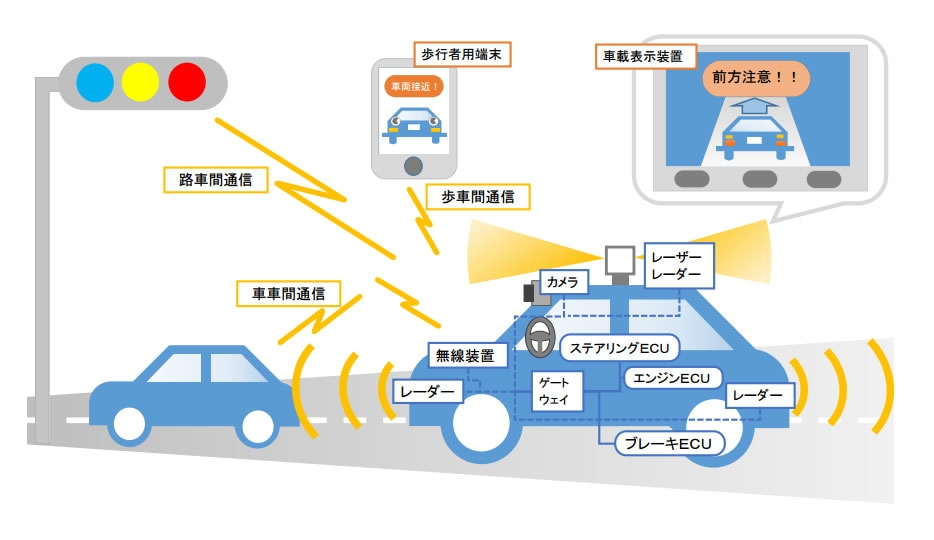 歩行者用端末
車両接近！
車載表示装置
前方注意！！
路車間通信
歩車間通信
車車間通信
カメラ
レーザー
レーダー
無線装置
ステアリングECU
レーダー
ゲート
ウェイ
エンジンECU
レーダー
ブレーキECU